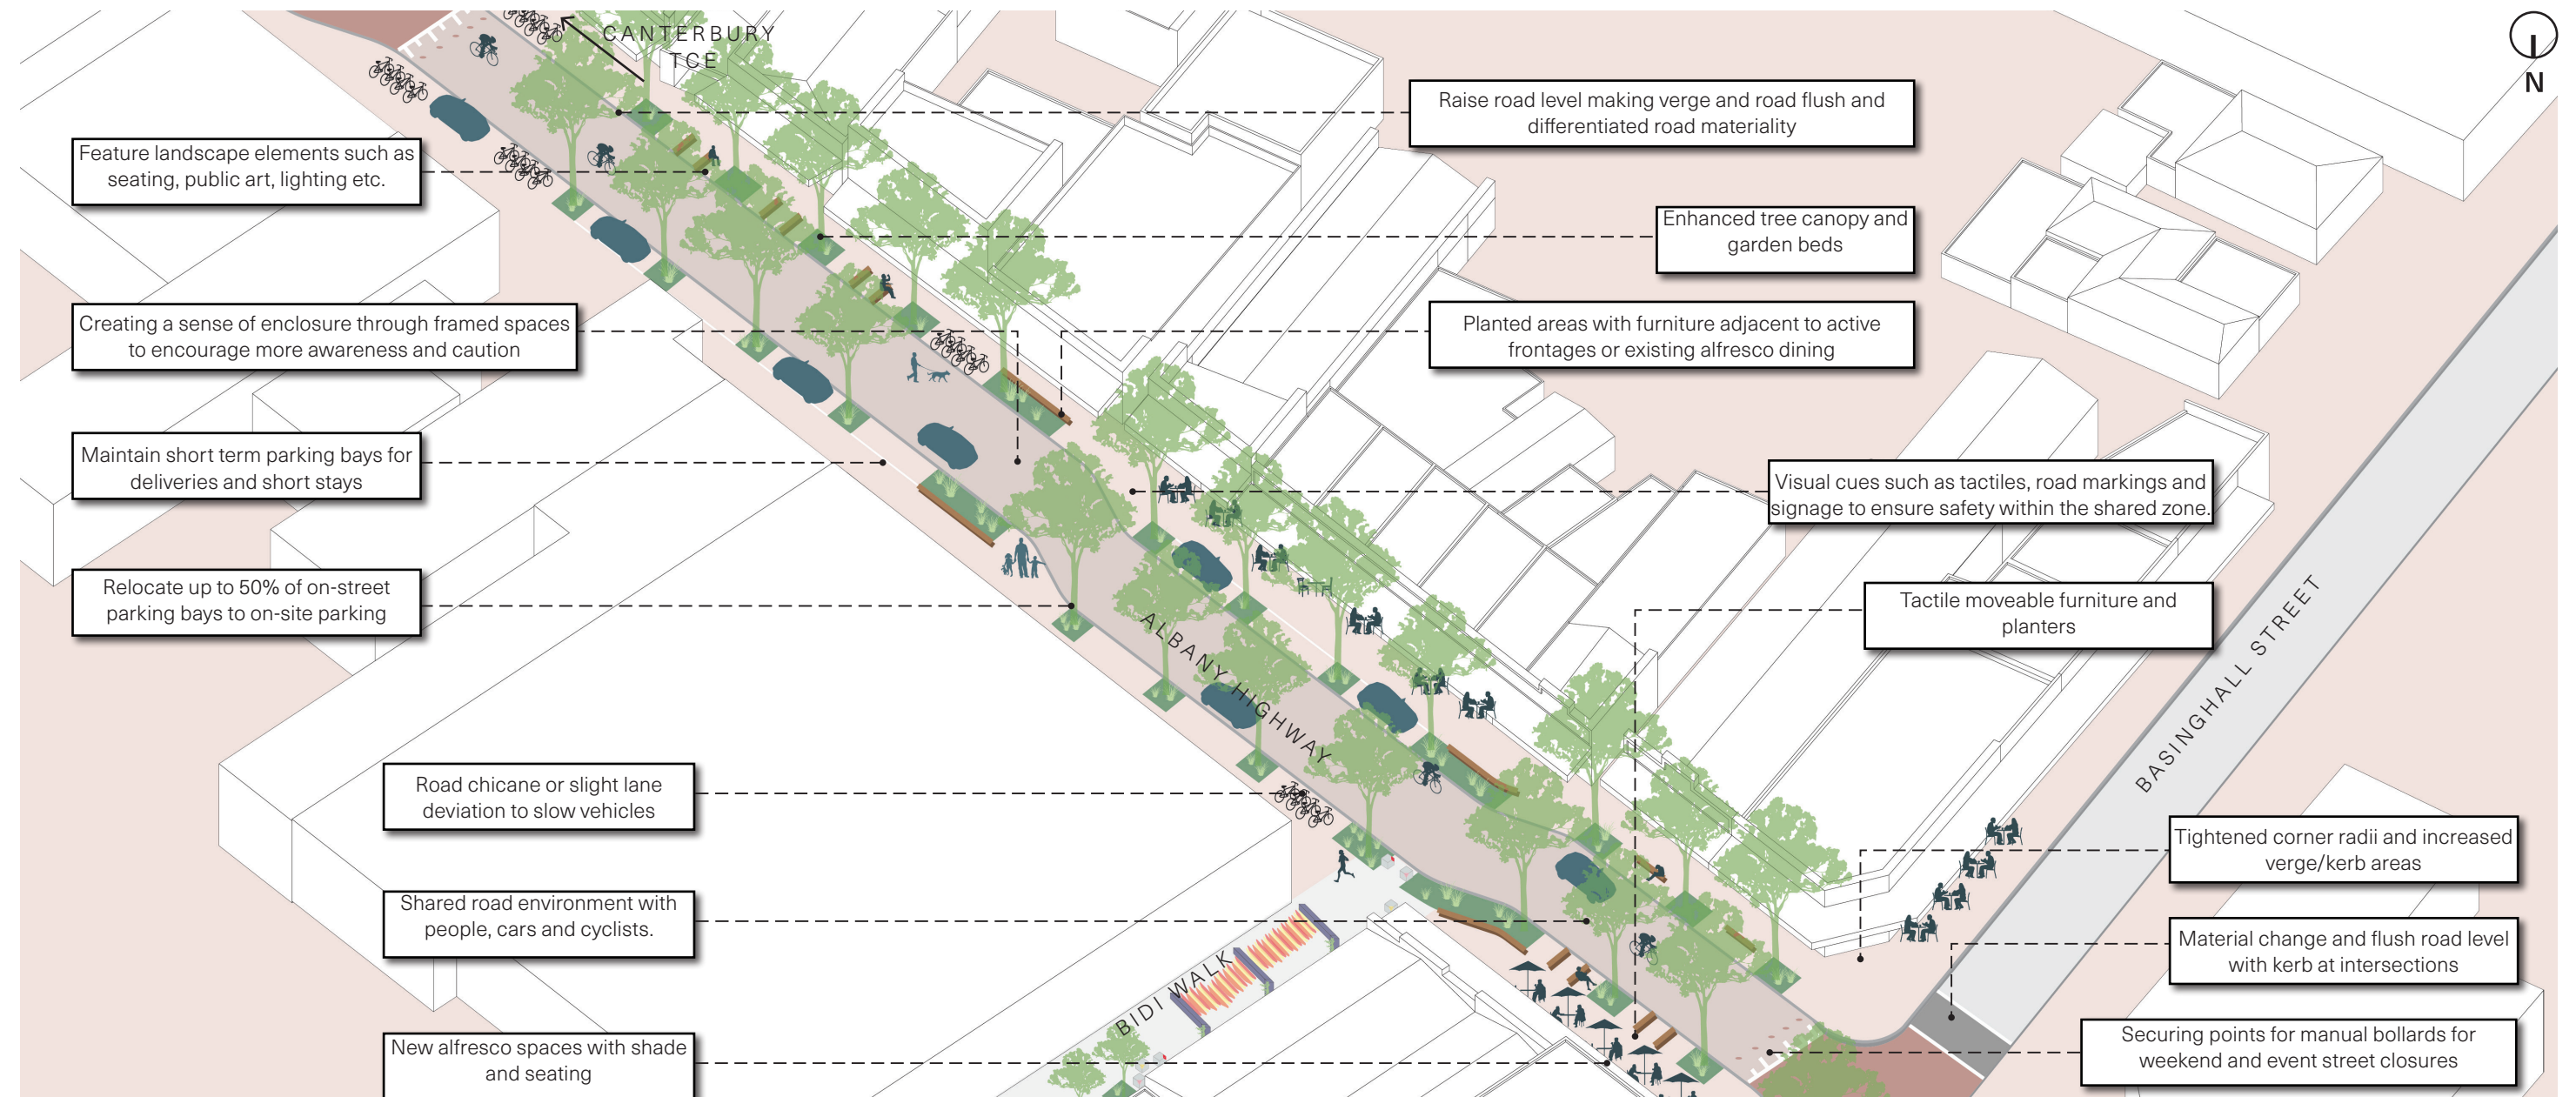 CANTERBURY
TCE
N
Raise road level making verge and road flush and
differentiated road materiality
Feature landscape elements such as
seating, public art, lighting etc.
Enhanced tree canopy and
garden beds
Creating a sense of enclosure through framed spaces
to encourage more awareness and caution
Planted areas with furniture adjacent to active
frontages or existing alfresco dining
Maintain short term parking bays for
deliveries and short stays
Visual cues such as tactiles, road markings and
signage to ensure safety within the shared zone.
Relocate up to 50% of on-street
parking bays to on-site parking
Tactile moveable furniture and
planters
ALBANY HIGHWAY
BASINGHALL STREET
Road chicane or slight lane
deviation to slow vehicles
Tightened corner radii and increased
verge/kerb areas
Shared road environment with
people, cars and cyclists.
Material change and flush road level
with kerb at intersections
BIDI WALK
New alfresco spaces with shade
and seating
Securing points for manual bollards for
weekend and event street closures